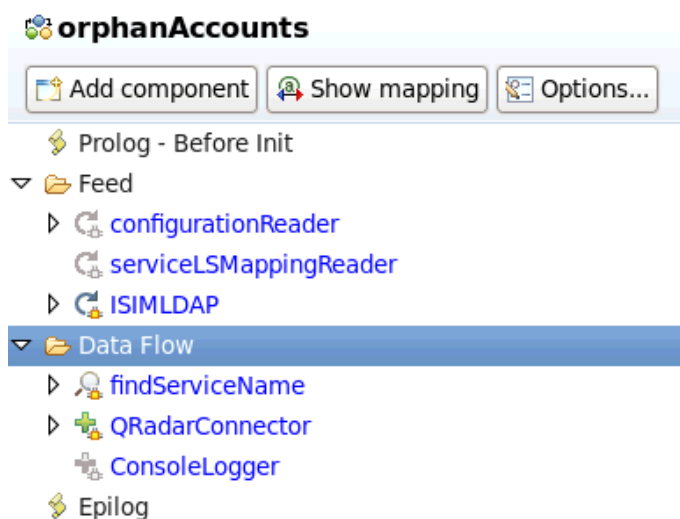 orphanAccounts
Add component Show mapping Options...
Prolog - Before Init
Feed
configurationReader
serviceLSMappingReader
ISIMLDAP
Data Flow
findServiceName
QRadarConnector
ConsoleLogger
Epilog